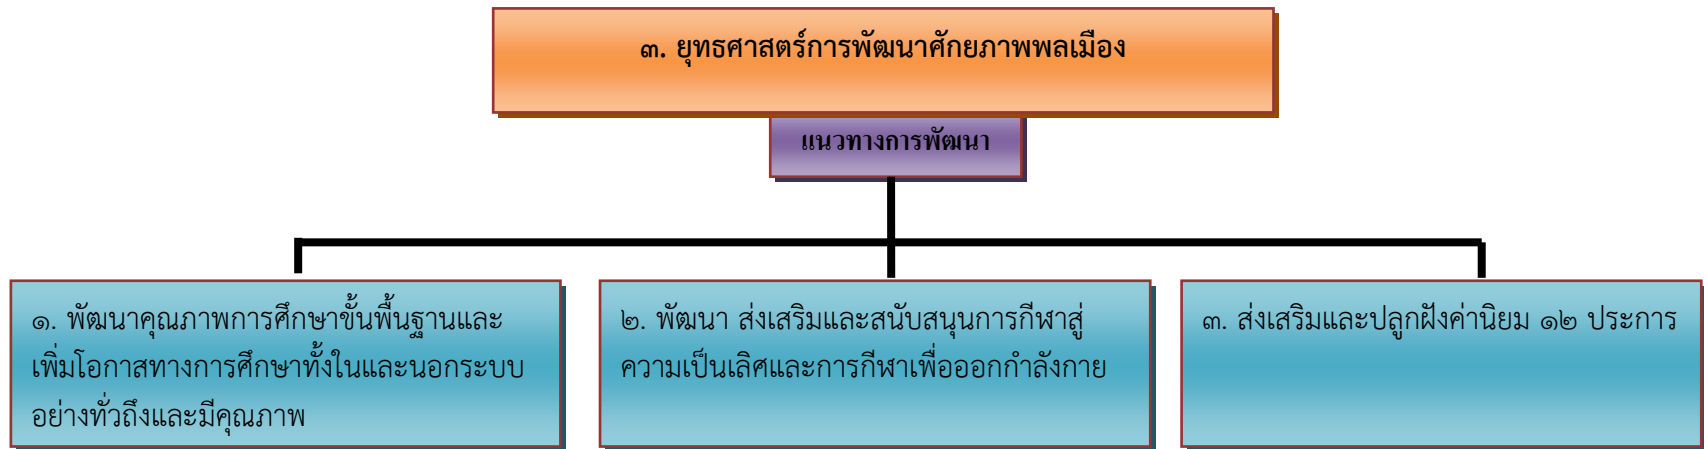 ๓. ยุทธศาสตร์การพัฒนาศักยภาพพลเมือง
แนวทางการพัฒนา
๑. พัฒนาคุณภาพการศึกษาขั้นพื้นฐานและ
เพิ่มโอกาสทางการศึกษาทั้งในและนอกระบบ
อย่างทั่วถึงและมีคุณภาพ
๒. พัฒนา ส่งเสริมและสนับสนุนการกีฬาสู่
ความเป็นเลิศและการกีฬาเพื่อออกกำลังกาย
๓. ส่งเสริมและปลูกฝังค่านิยม ๑๒ ประการ